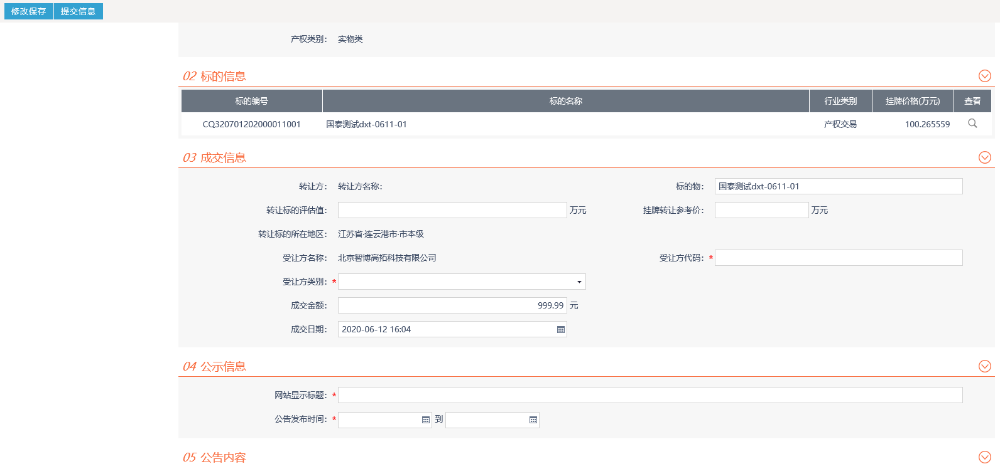 修改保存 提交信息
产权类别： 实物类
02 标的信息
标的编号 标的名称 行业类别 挂牌价格(万元) 查看
CQ320701202000011001 国泰测试dxt-0611-01 产权交易 100.265559
03 成交信息
转让方： 转让方名称： 标的物： 国泰测试dxt-0611-01
转让标的评估值： 万元 挂牌转让参考价： 万元
转让标的所在地区： 江苏省·连云港市·市本级
受让方名称： 北京智博高拓科技有限公司 受让方代码： *
受让方类别： *
成交金额： 999.99 元
成交日期： 2020-06-12 16:04
04 公示信息
网站显示标题： *
公告发布时间： * 到
05 公告内容